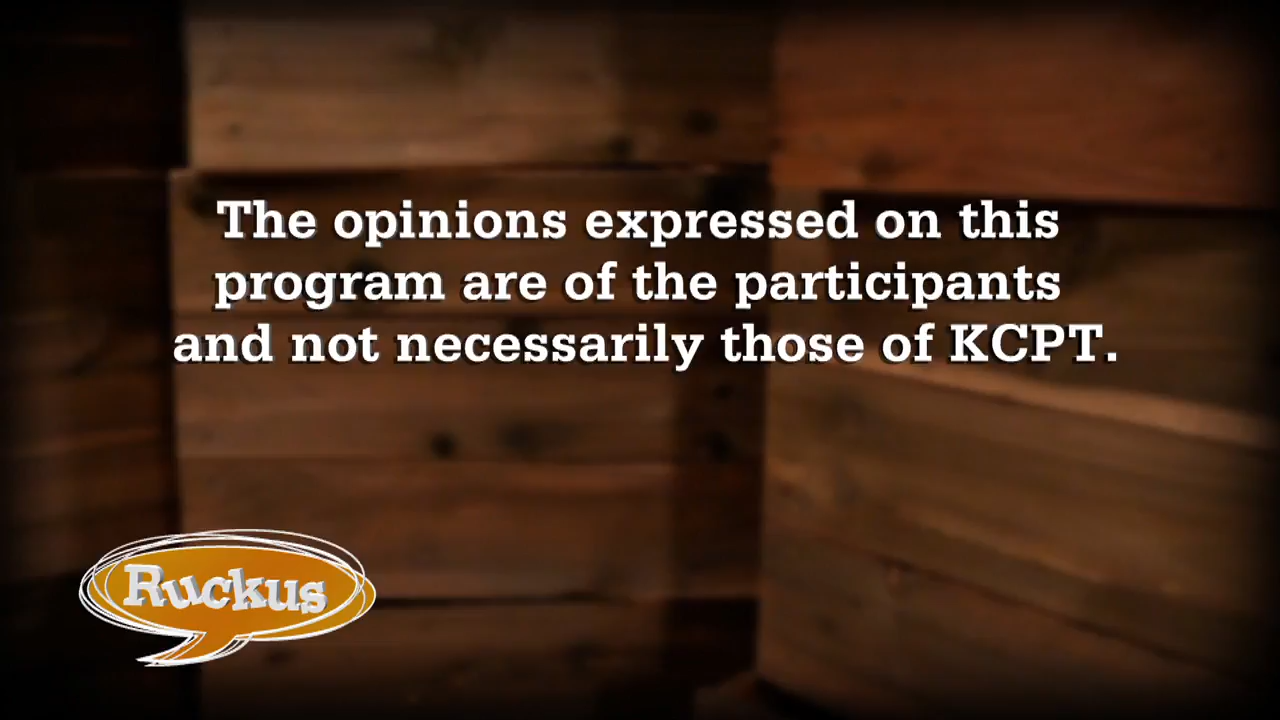 The opinions expressed on this
program are of the participants
and not necessarily those of KCPT.
Ruckus